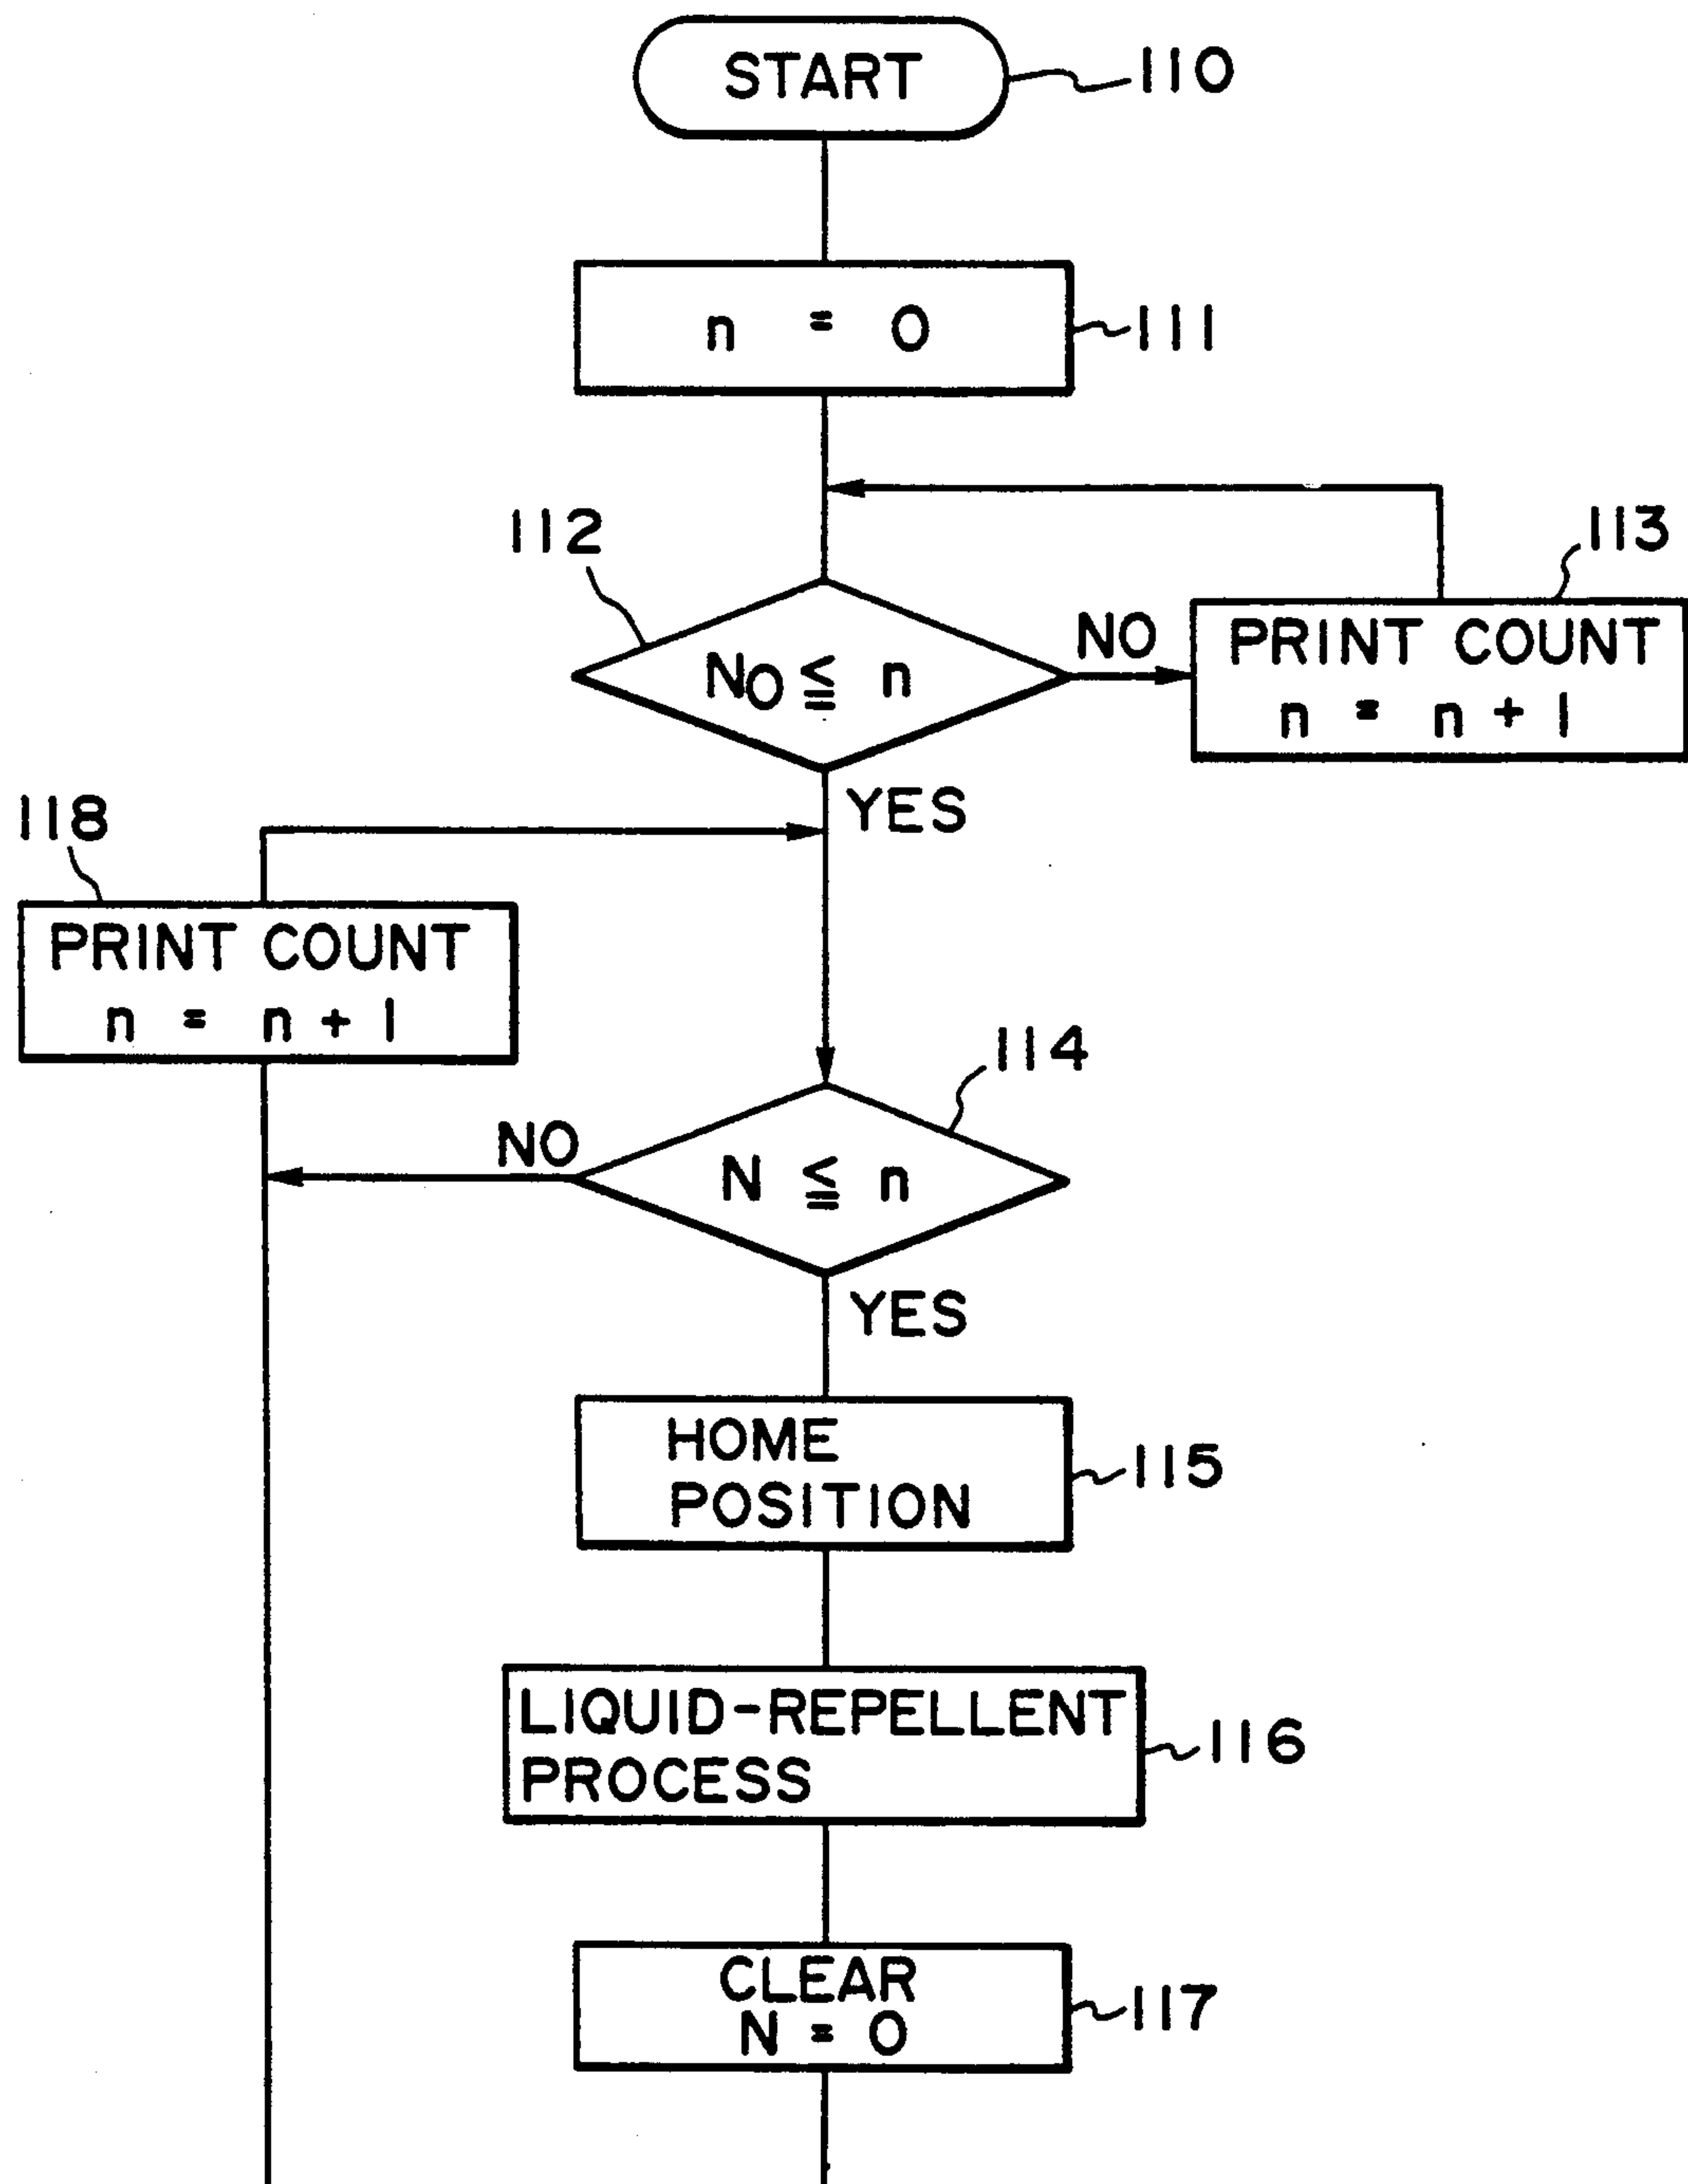 START
110
n = 0
111
112
N₀ ≦ n
NO
113
PRINT COUNT
n = n + 1
YES
118
PRINT COUNT
n = n + 1
114
NO
N ≦ n
YES
HOME
POSITION
115
LIQUID-REPELLENT
PROCESS
116
CLEAR
N = 0
117